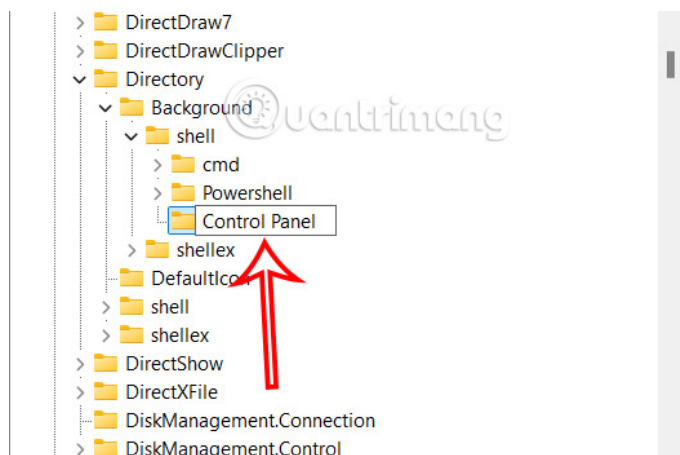 DirectDraw7
DirectDrawClipper
Directory
Background
Quantrimang
shell
cmd
Powershell
Control Panel
shellex
DefaultIcon
shell
shellex
DirectShow
DirectXFile
DiskManagement.Connection
DiskManagement.Control